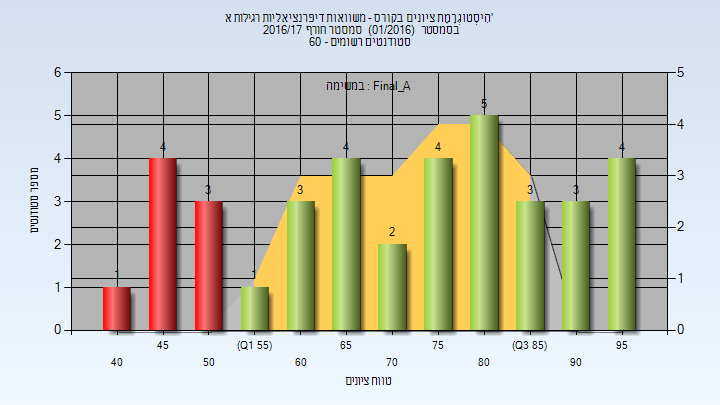 הִיסְטוֹגְרָמַת ציונים בקורס - משוואות דיפרנציאליות רגילות א'
בסמסטר (01/2016) סמסטר חורף 2016/17
סטודנטים רשומים - 60
במשימה : Final_A
מספר סטודנטים
6 5 4 3 2 1 0
5 4 3 2 1 0
1 4 3 1 3 4 2 4 5 3 3 4
45 (Q1 55) 65 75 (Q3 85) 95
40 50 60 70 80 90
טווח ציונים